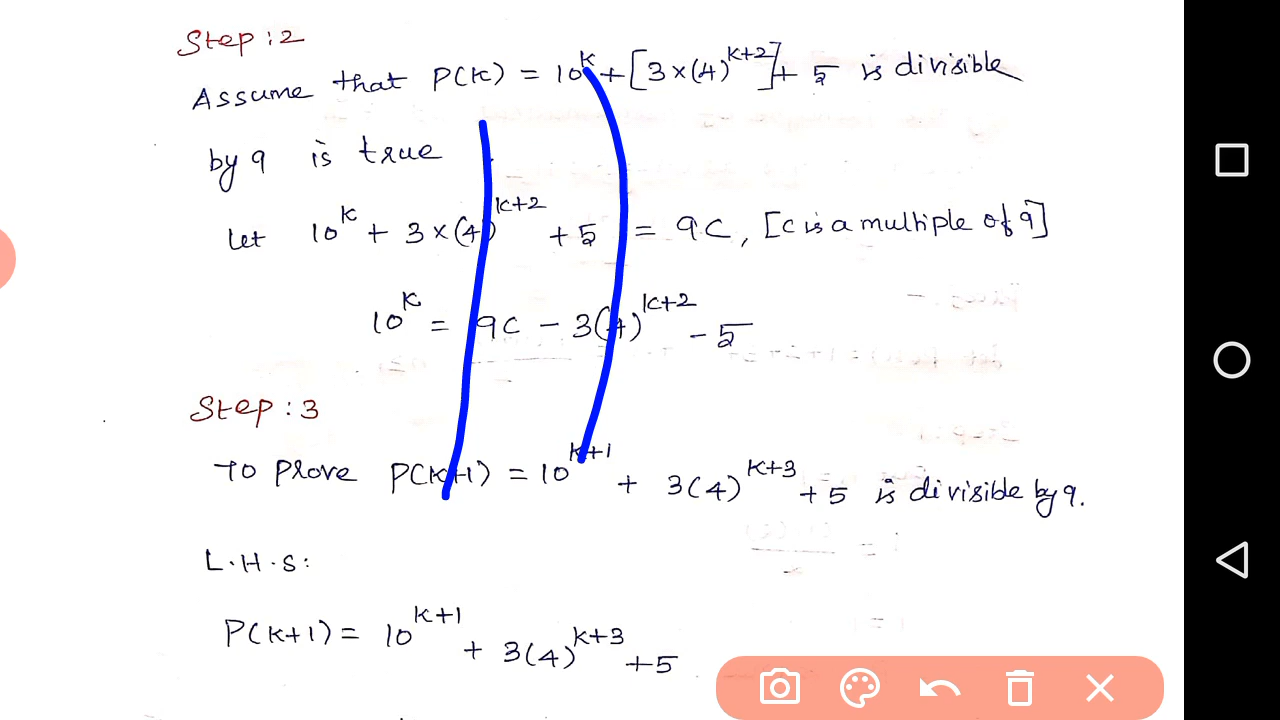 Step : 2
Assume that P(K) = 10^k + [3×(4)^k+2] + 5 is divisible
by 9 is true
Let 10^k + 3×(4)^k+2 + 5 = 9C, [C is a multiple of 9]
10^k = 9C - 3(4)^k+2 - 5
Step : 3
To prove P(K+1) = 10^k+1 + 3(4)^k+3 + 5 is divisible by 9.
L.H.S:
P(K+1) = 10^k+1 + 3(4)^k+3 + 5